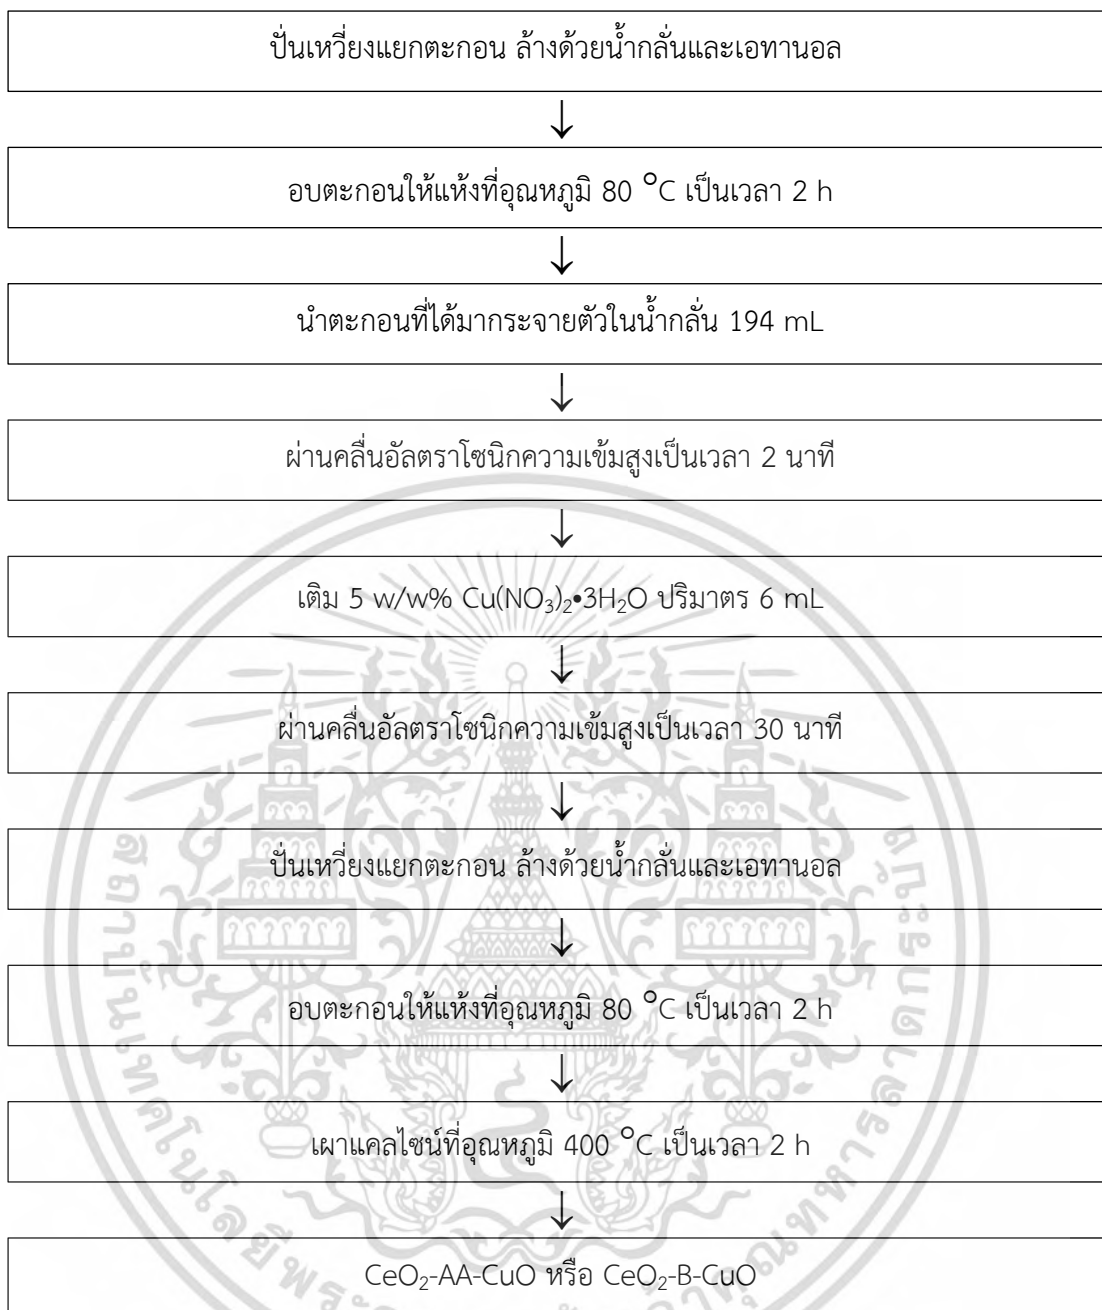 ปั่นเหวี่ยงแยกตะกอน ล้างด้วยน้ำกลั่นและเอทานอล
↓
อบตะกอนให้แห้งที่อุณหภูมิ 80 °C เป็นเวลา 2 h
↓
นำตะกอนที่ได้มากระจายตัวในน้ำกลั่น 194 mL
↓
ผ่านคลื่นอัลตราโซนิกความเข้มสูงเป็นเวลา 2 นาที
↓
เติม 5 w/w% Cu(NO₃)₂•3H₂O ปริมาตร 6 mL
↓
ผ่านคลื่นอัลตราโซนิกความเข้มสูงเป็นเวลา 30 นาที
↓
ปั่นเหวี่ยงแยกตะกอน ล้างด้วยน้ำกลั่นและเอทานอล
↓
อบตะกอนให้แห้งที่อุณหภูมิ 80 °C เป็นเวลา 2 h
↓
เผาแคลไซน์ที่อุณหภูมิ 400 °C เป็นเวลา 2 h
↓
CeO₂-AA-CuO หรือ CeO₂-B-CuO